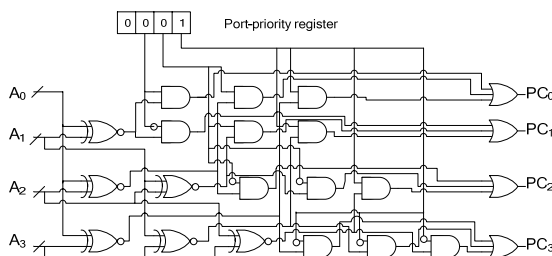 0 0 0 1 Port-priority register
A0 PC0
A1 PC1
A2 PC2
A3 PC3